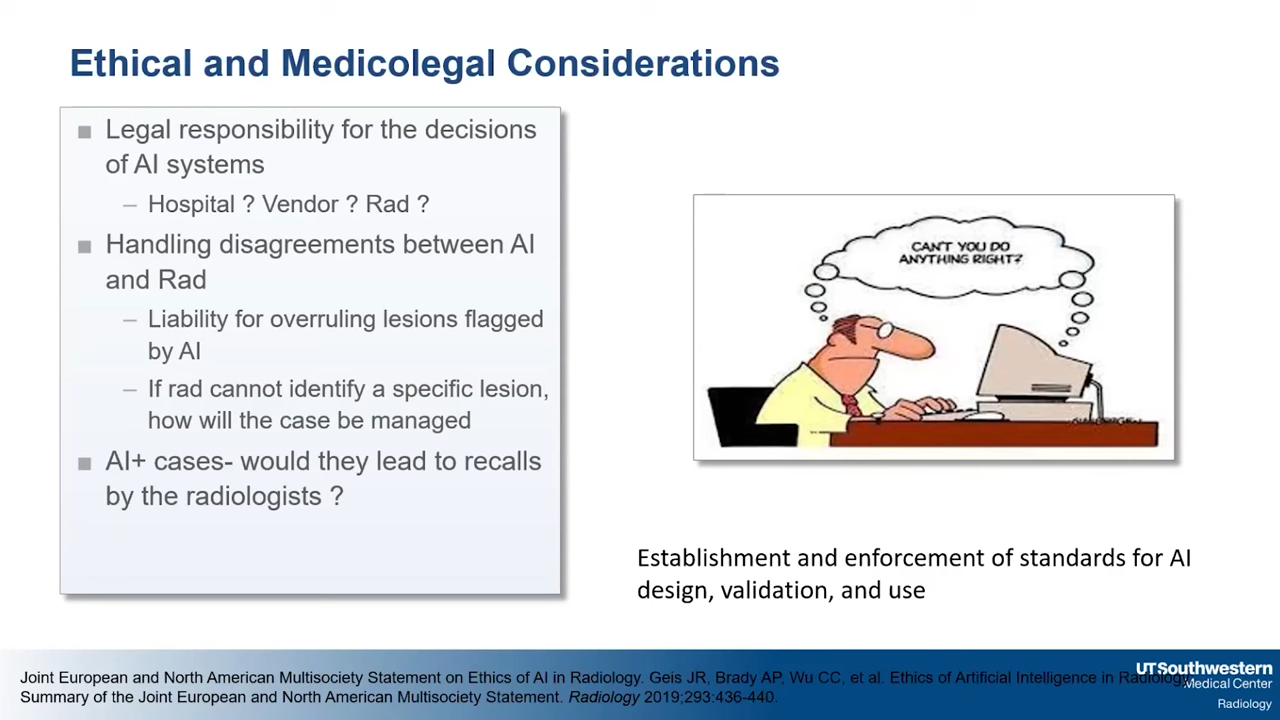 Ethical and Medicolegal Considerations
Legal responsibility for the decisions
of AI systems
– Hospital ? Vendor ? Rad ?
Handling disagreements between AI
and Rad
– Liability for overruling lesions flagged
by AI
– If rad cannot identify a specific lesion,
how will the case be managed
AI+ cases- would they lead to recalls
by the radiologists ?
CAN'T YOU DO
ANYTHING RIGHT?
Establishment and enforcement of standards for AI
design, validation, and use
Joint European and North American Multisociety Statement on Ethics of AI in Radiology. Geis JR, Brady AP, Wu CC, et al. Ethics of Artificial Intelligence in Radiology
Summary of the Joint European and North American Multisociety Statement. Radiology 2019;293:436-440.
UTSouthwestern
Medical Center
Radiology